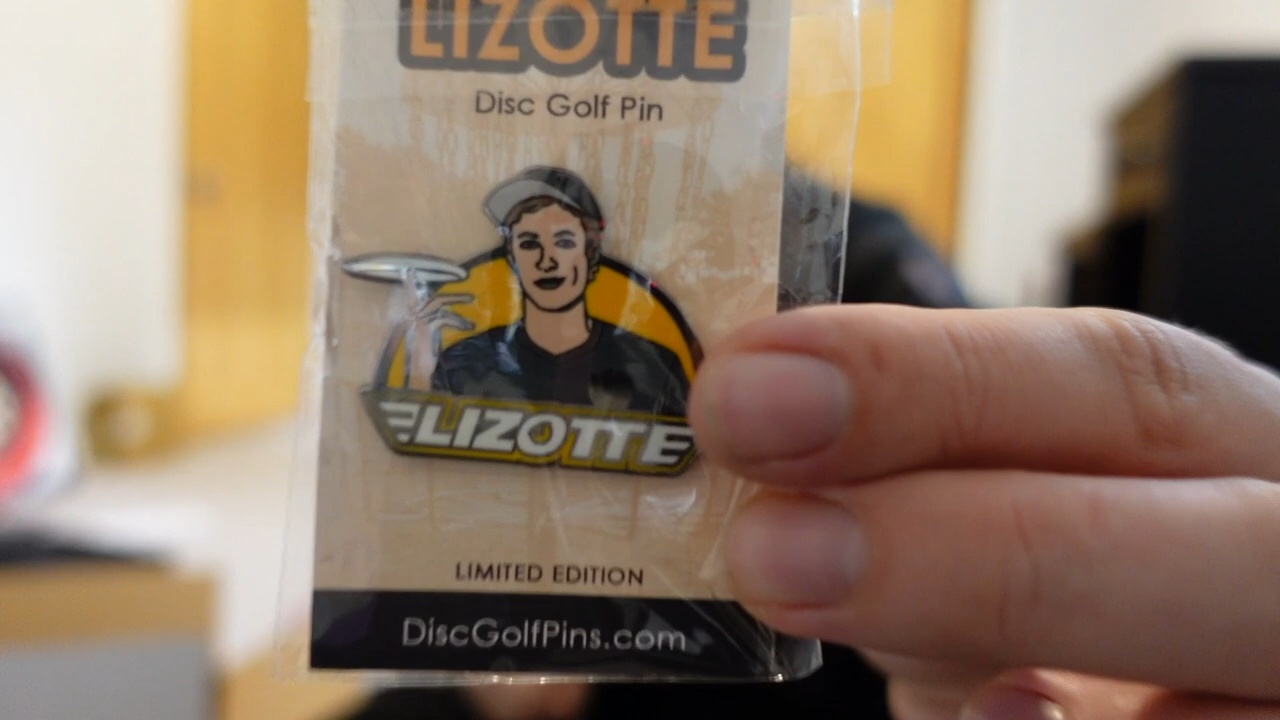 LIZOTTE
Disc Golf Pin
LIZOTTE
LIMITED EDITION
DiscGolfPins.com